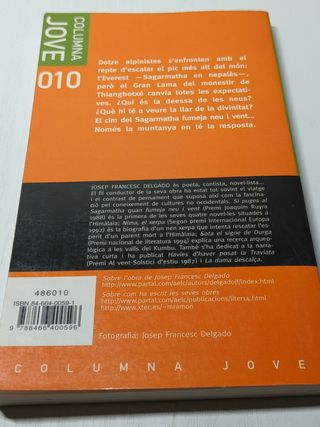 COLUMNA
JOVE
010
Dotze alpinistes s'enfronten amb el
repte d'escalar el pic més alt del món:
l'Everest —Sagarmatha en nepalès—,
però el Gran Lama del monestir de
Thiangbotxé canvia totes les expectati-
ves. ¿Qui és la deessa de les neus?
¿Què hi té a veure la llar de la divinitat?
El cim del Sagarmatha fumeja neu i vent...
Només la muntanya en té la resposta.
JOSEP FRANCESC DELGADO és poeta, contista, novel·lista...
El fil conductor de la seva obra ha estat tot sovint el viatge
i el contrast de pensament que suposa així com la fascina-
ció pel coneixement de cultures no occidentals. Si puges al
Sagarmatha quan fumeja neu i vent (Premi Joaquim Ruyra
1988) és la primera de les seves quatre novel·les situades a
l'Himàlaia; Nima, el xerpa (Segon premi Internacional Europa
1992) és la biografia d'un nen xerpa que intenta rescatar l'es-
perit d'un parent mort a l'Himàlaia; Sota el signe de Durga
(Premi nacional de literatura 1994) explica una recerca arqueo-
lògica a les valls del Kumbu. També s'ha dedicat a la narra-
tiva curta i ha publicat Havies d'haver posat la Traviata
(Premi Al vent-Solstici d'estiu 1987) i La dama descalça.
Sobre l'obra de Josep Francesc Delgado
http://www.partal.com/aelc/autors/delgadojf/index.html
Sobre com ha escrit les seves obres
http://www.partal.com/aelc/publicacions/liter14.html
http://www.xtec.es/~mramon
486010
ISBN 84-664-0059-1
9 788466 400596
Fotografia: Josep Francesc Delgado
COLUMNA JOVE